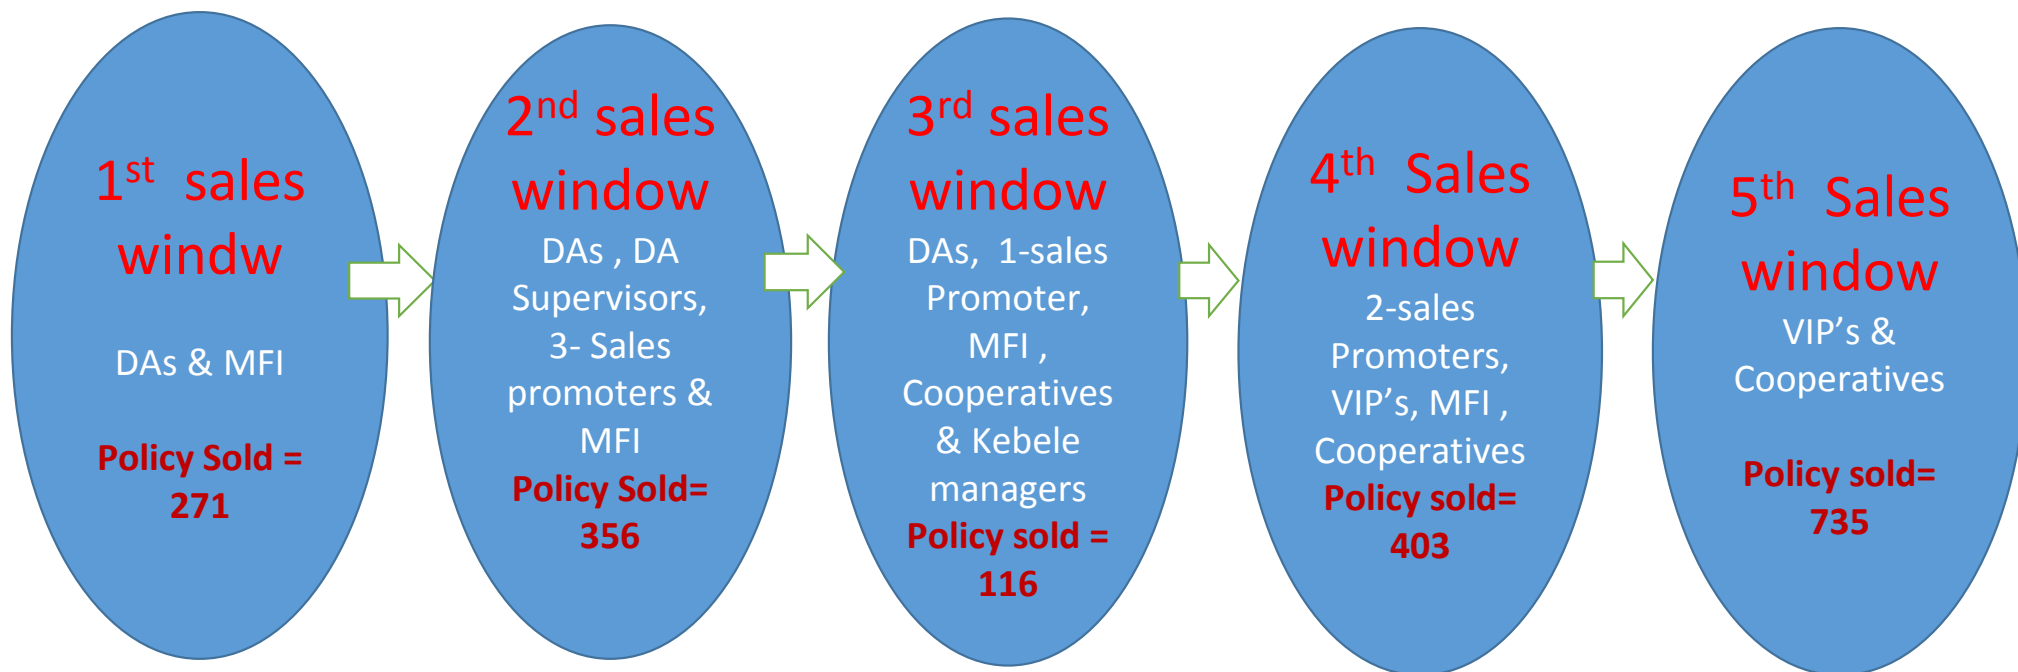 1st sales
windw
DAs & MFI
Policy Sold =
271
2nd sales
window
DAs , DA
Supervisors,
3- Sales
promoters &
MFI
Policy Sold=
356
3rd sales
window
DAs, 1-sales
Promoter,
MFI ,
Cooperatives
& Kebele
managers
Policy sold =
116
4th Sales
window
2-sales
Promoters,
VIP’s, MFI ,
Cooperatives
Policy sold=
403
5th Sales
window
VIP’s &
Cooperatives
Policy sold=
735